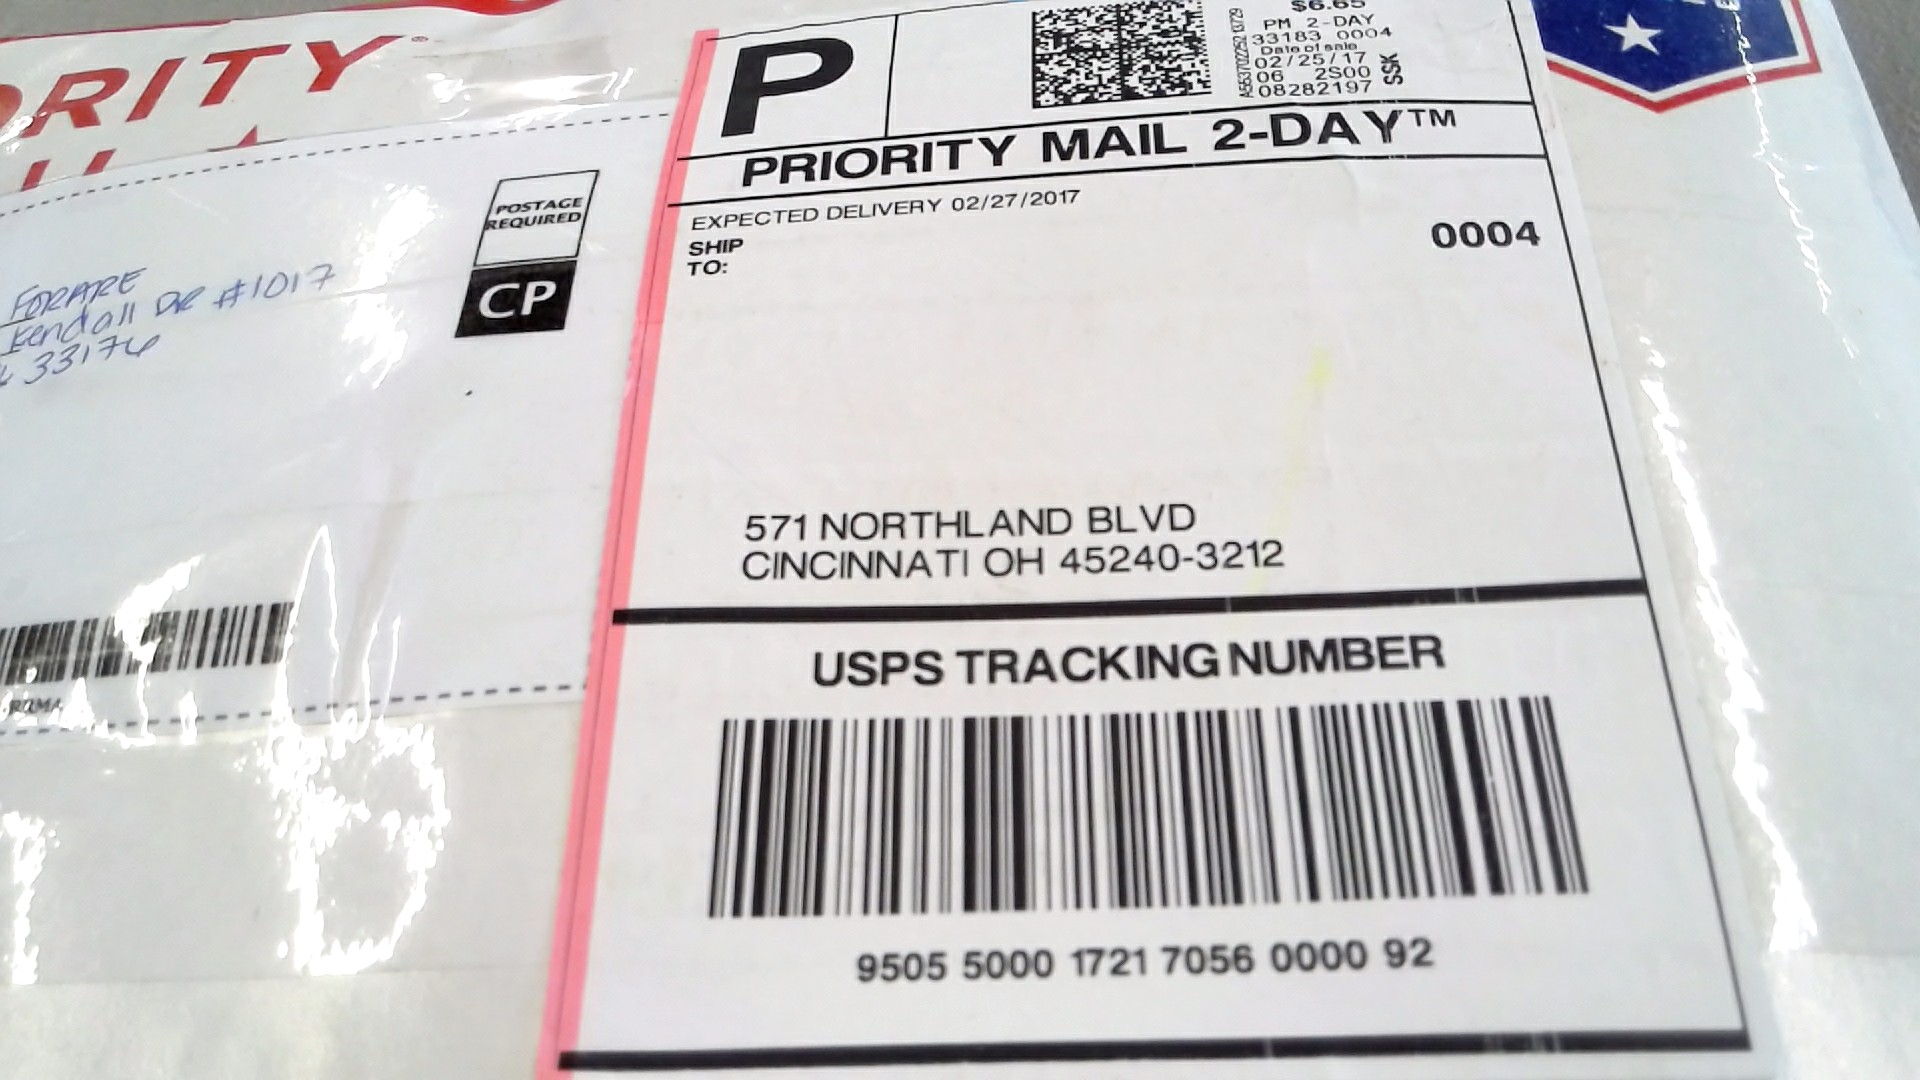 ORITY
P
$6.65
PM 2-DAY
33183 0004
Date of sale
02/25/17
06 2S00
08282197
SSK
PRIORITY MAIL 2-DAY™
EXPECTED DELIVERY 02/27/2017
0004
SHIP
TO:
571 NORTHLAND BLVD
CINCINNATI OH 45240-3212
USPS TRACKING NUMBER
9505 5000 1721 7056 0000 92
POSTAGE
REQUIRED
CP
FORARE
Kendall DR #1017
33176